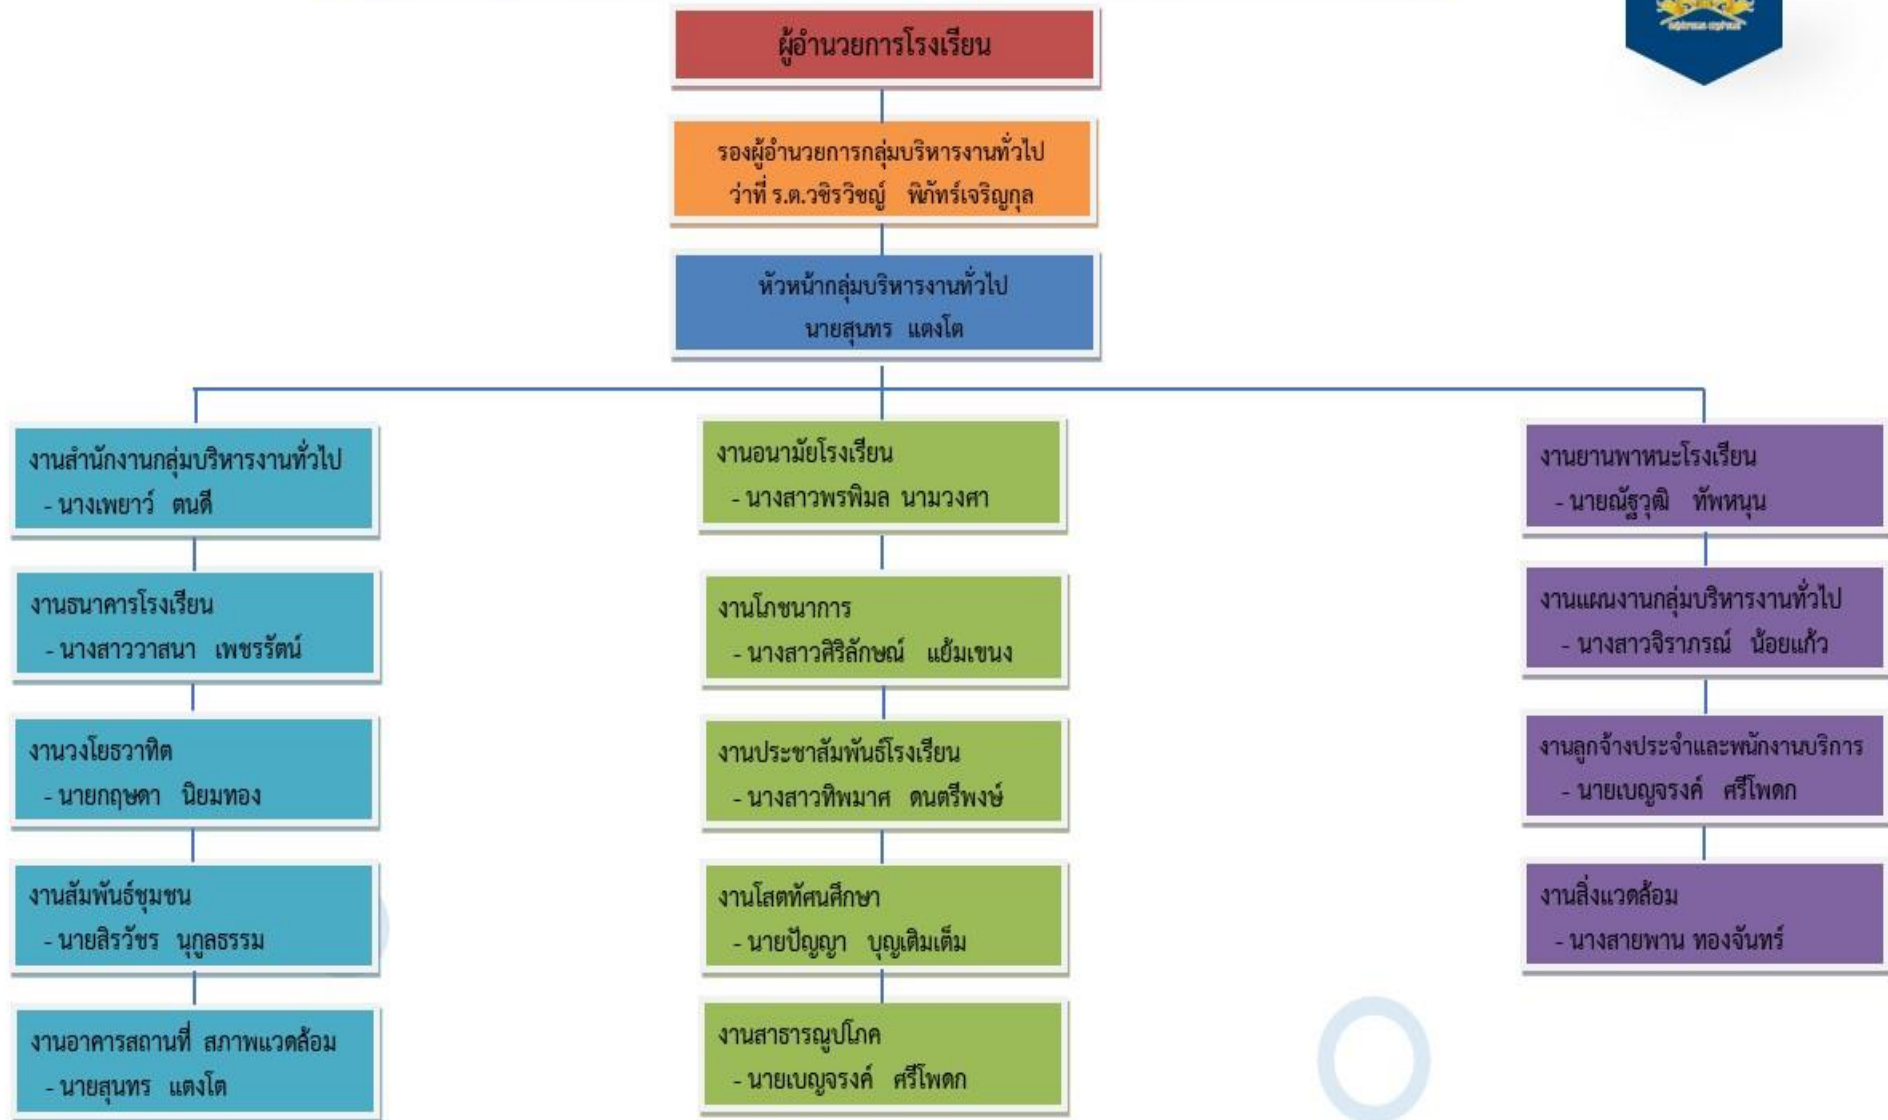 ผู้อำนวยการโรงเรียน
รองผู้อำนวยการกลุ่มบริหารงานทั่วไป
ว่าที่ ร.ต.วชิรวิชญ์ พิภัทร์เจริญกุล
หัวหน้ากลุ่มบริหารงานทั่วไป
นายสุนทร แตงโต
งานสำนักงานกลุ่มบริหารงานทั่วไป
- นางเพยาว์ ตนดี
งานธนาคารโรงเรียน
- นางสาววาสนา เพชรรัตน์
งานวงโยธวาทิต
- นายกฤษดา นิยมทอง
งานสัมพันธ์ชุมชน
- นายสิรวัชร นุกูลธรรม
งานอาคารสถานที่ สภาพแวดล้อม
- นายสุนทร แตงโต
งานอนามัยโรงเรียน
- นางสาวพรพิมล นามวงศา
งานโภชนาการ
- นางสาวศิริลักษณ์ แย้มเขนง
งานประชาสัมพันธ์โรงเรียน
- นางสาวทิพมาศ ดนตรีพงษ์
งานโสตทัศนศึกษา
- นายปัญญา บุญเติมเต็ม
งานสาธารณูปโภค
- นายเบญจรงค์ ศรีโพดก
งานยานพาหนะโรงเรียน
- นายณัฐวุฒิ ทัพหนุน
งานแผนงานกลุ่มบริหารงานทั่วไป
- นางสาวจิราภรณ์ น้อยแก้ว
งานลูกจ้างประจำและพนักงานบริการ
- นายเบญจรงค์ ศรีโพดก
งานสิ่งแวดล้อม
- นางสายพาน ทองจันทร์